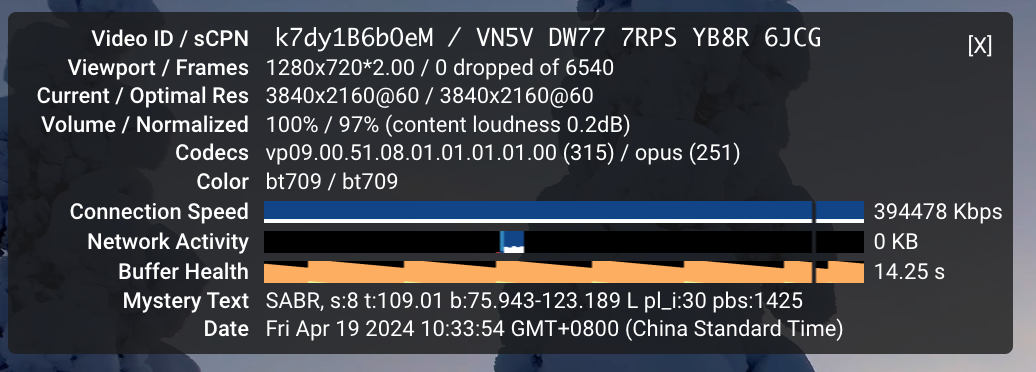 Video ID / sCPN k7dy1B6bOeM / VN5V DW77 7RPS YB8R 6JCG [X]
Viewport / Frames 1280x720*2.00 / 0 dropped of 6540
Current / Optimal Res 3840x2160@60 / 3840x2160@60
Volume / Normalized 100% / 97% (content loudness 0.2dB)
Codecs vp09.00.51.08.01.01.01.01.00 (315) / opus (251)
Color bt709 / bt709
Connection Speed 394478 Kbps
Network Activity 0 KB
Buffer Health 14.25 s
Mystery Text SABR, s:8 t:109.01 b:75.943-123.189 L pl_i:30 pbs:1425
Date Fri Apr 19 2024 10:33:54 GMT+0800 (China Standard Time)